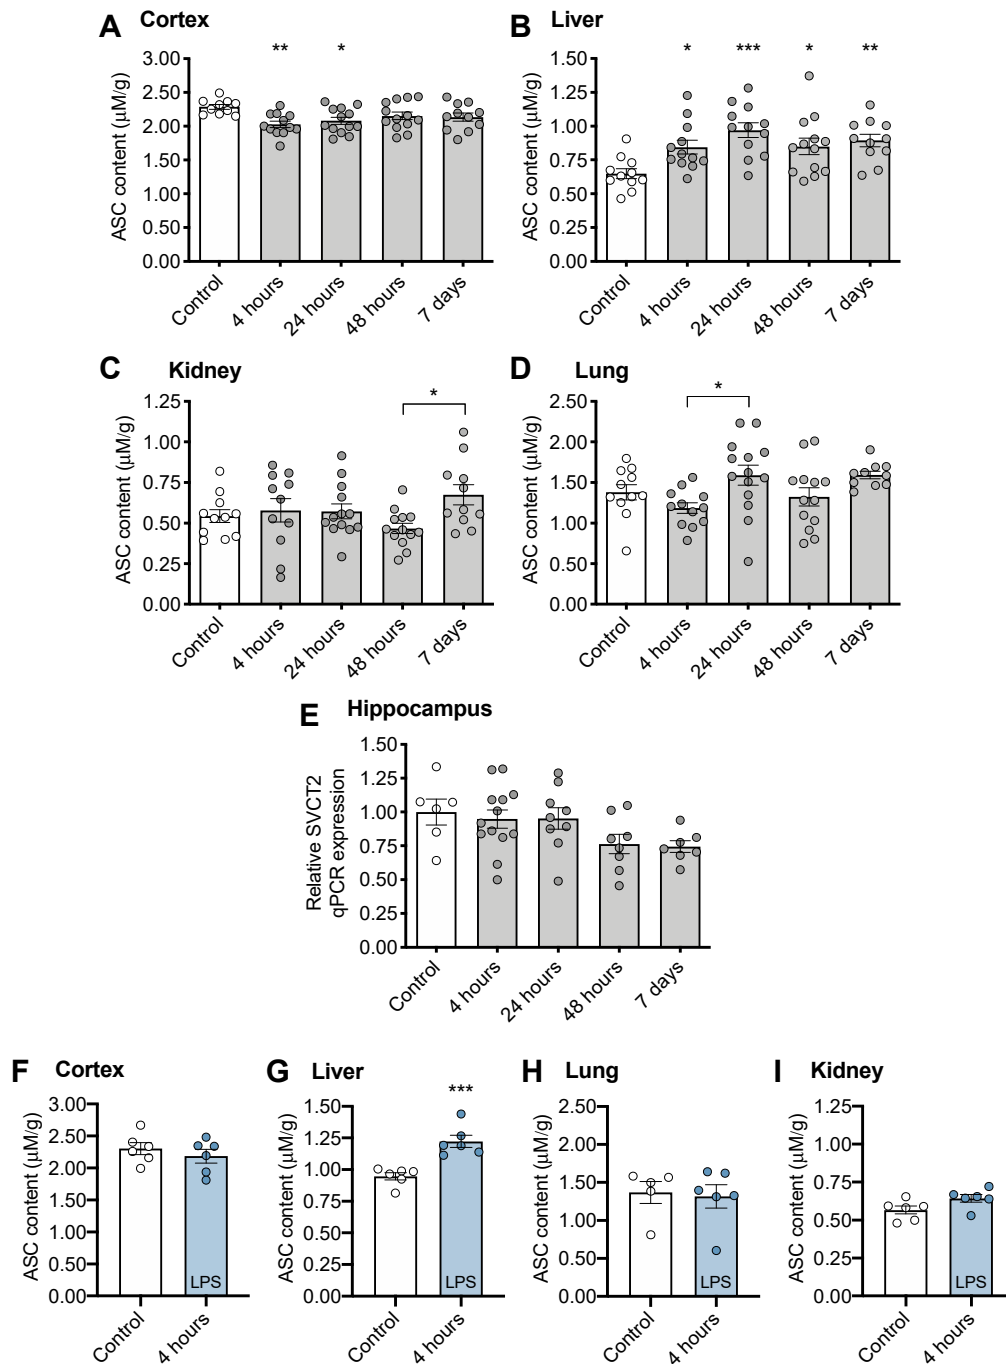 A Cortex
ASC content (µM/g)
3.00
2.50
2.00
1.50
1.00
0.50
0.00
** *
Control 4 hours 24 hours 48 hours 7 days
B Liver
ASC content (µM/g)
1.50
1.25
1.00
0.75
0.50
0.25
0.00
* *** * **
Control 4 hours 24 hours 48 hours 7 days
C Kidney
ASC content (µM/g)
1.25
1.00
0.75
0.50
0.25
0.00
*
Control 4 hours 24 hours 48 hours 7 days
D Lung
ASC content (µM/g)
2.50
2.00
1.50
1.00
0.50
0.00
*
Control 4 hours 24 hours 48 hours 7 days
E Hippocampus
Relative SVCT2
qPCR expression
1.50
1.25
1.00
0.75
0.50
0.25
0.00
Control 4 hours 24 hours 48 hours 7 days
F Cortex
ASC content (µM/g)
3.00
2.50
2.00
1.50
1.00
0.50
0.00
LPS
Control 4 hours
G Liver
ASC content (µM/g)
1.50
1.25
1.00
0.75
0.50
0.25
0.00
***
LPS
Control 4 hours
H Lung
ASC content (µM/g)
2.50
2.00
1.50
1.00
0.50
0.00
LPS
Control 4 hours
I Kidney
ASC content (µM/g)
1.25
1.00
0.75
0.50
0.25
0.00
LPS
Control 4 hours